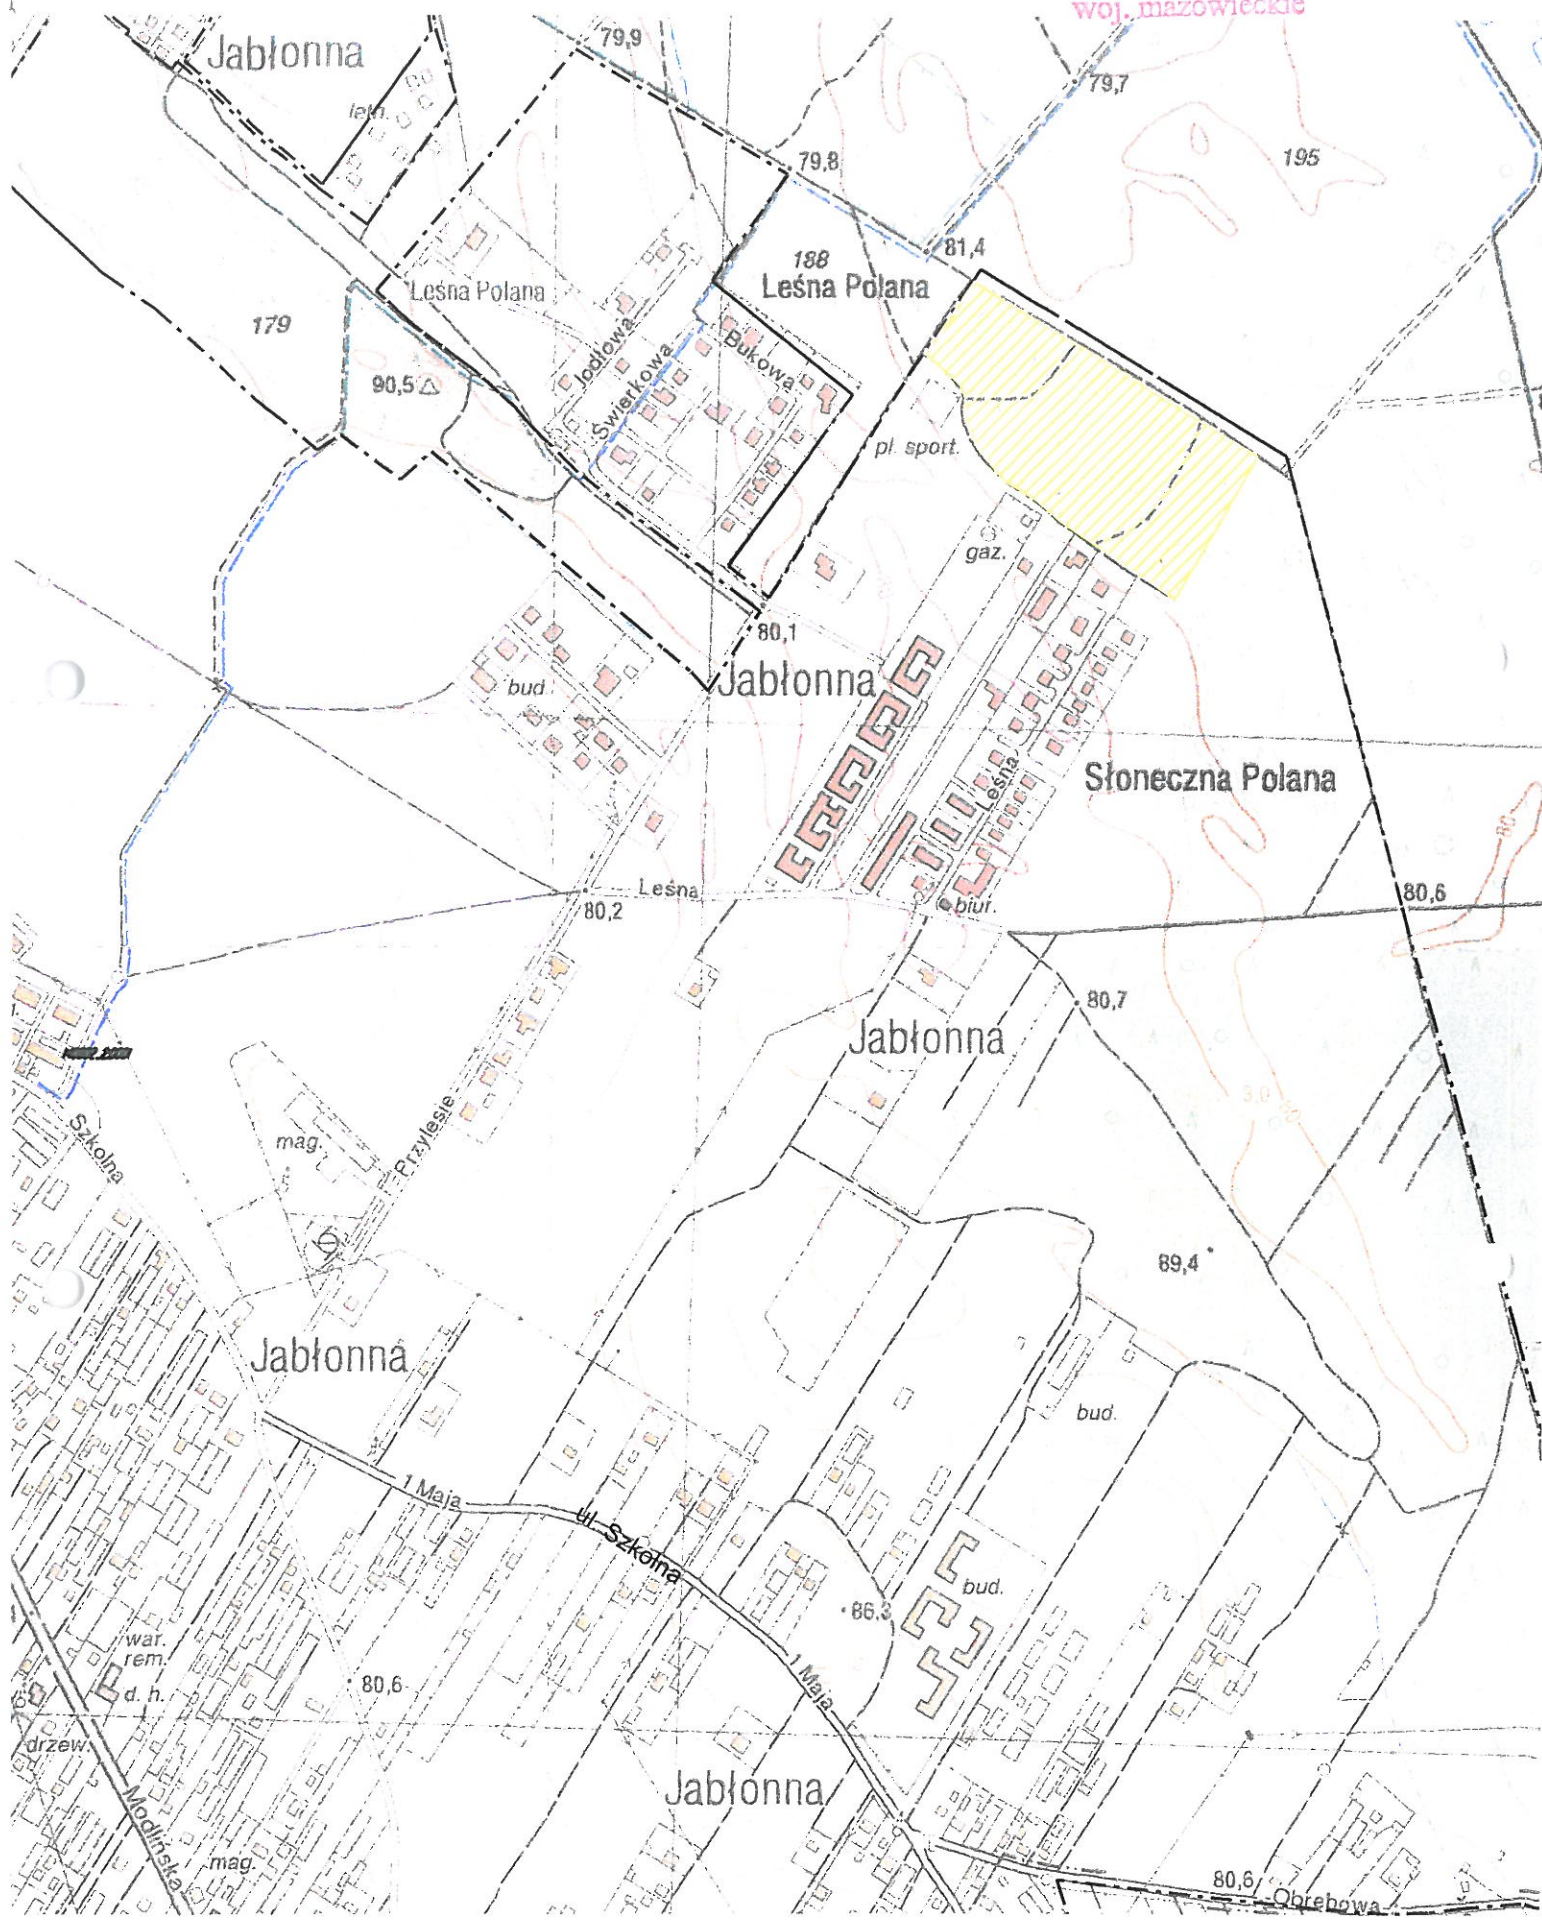 woj. mazowieckie
Jabłonna
79,9
79,7
letn.
79,8
195
81,4
188
Leśna Polana
Leśna Polana
179
Jodłowa
Świerkowa
Bukowa
90,5
pl. sport.
gaz.
80,1
Jabłonna
bud.
Słoneczna Polana
Leśna
80
Leśna
80,6
80,2
biur.
80,7
Jabłonna
Szkolna
mag.
Przylesie
89,4
Jabłonna
bud.
1 Maja
ul. Szkolna
bud.
86,3
war.
rem.
1 Maja
80,6
d. h.
drzew.
Jabłonna
Modlińska
mag.
80,6
Obrębowa